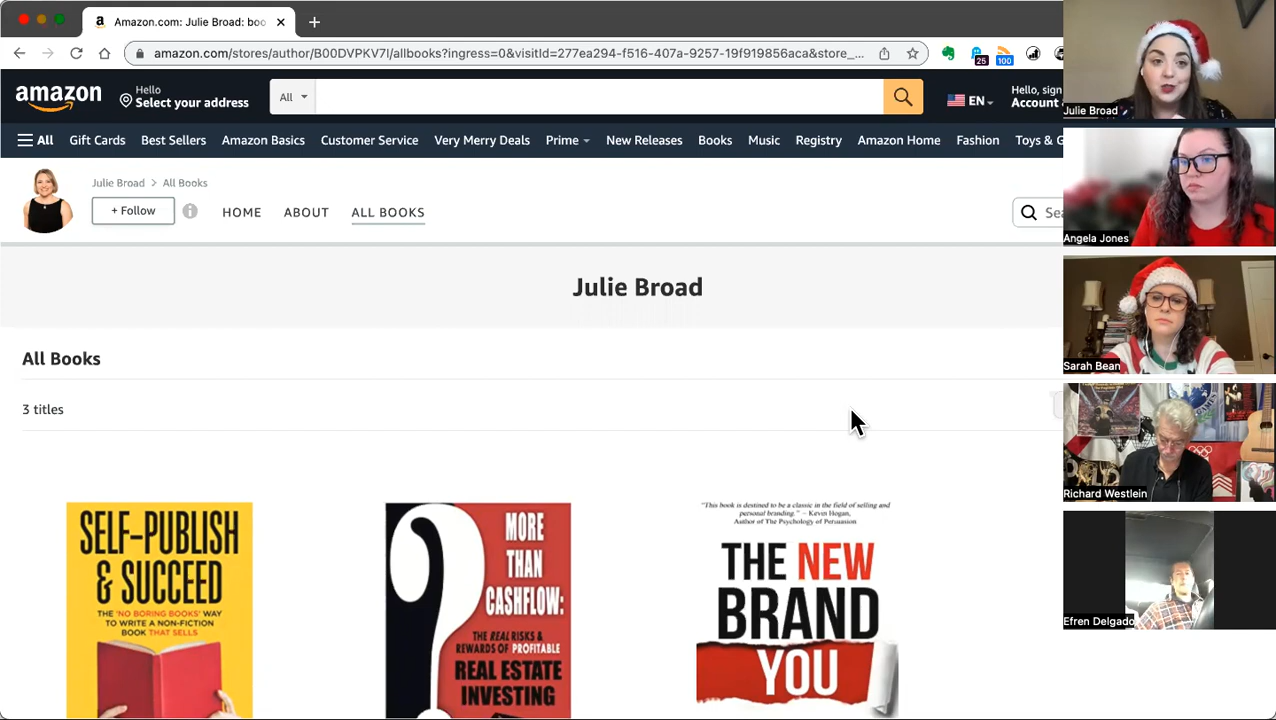 Amazon.com: Julie Broad: boo
amazon.com/stores/author/B00DVPKV7I/allbooks?ingress=0&visitId=277ea294-f516-407a-9257-19f919856aca&store_...
25
100
amazon
Hello
Select your address
All
EN
Hello, sign
Account
All
Gift Cards
Best Sellers
Amazon Basics
Customer Service
Very Merry Deals
Prime
New Releases
Books
Music
Registry
Amazon Home
Fashion
Toys & G
Julie Broad > All Books
+ Follow
HOME
ABOUT
ALL BOOKS
Sea
Julie Broad
All Books
3 titles
SELF-PUBLISH
& SUCCEED
THE 'NO BORING BOOKS' WAY
TO WRITE A NON-FICTION
BOOK THAT SELLS
MORE
THAN
CASHFLOW:
THE REAL RISKS &
REWARDS OF PROFITABLE
REAL ESTATE
INVESTING
"This book is destined to be a classic in the field of selling and
personal branding." – Kevin Hogan,
Author of The Psychology of Persuasion
THE NEW
BRAND
YOU
Julie Broad
Angela Jones
Sarah Bean
Richard Westlein
Efren Delgado